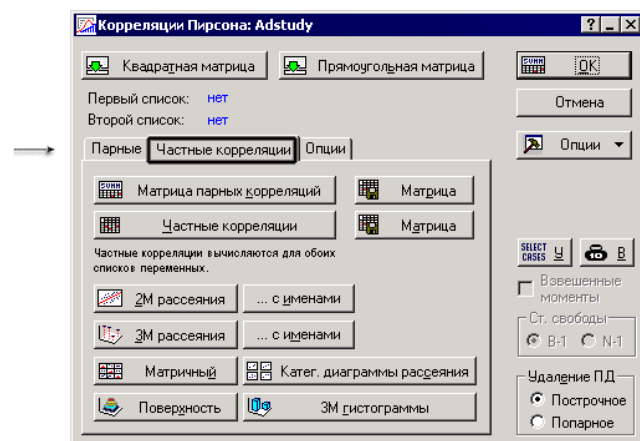 Корреляции Пирсона: Adstudy
Квадратная матрица
Прямоугольная матрица
OK
Первый список: нет
Второй список: нет
Отмена
Парные
Частные корреляции
Опции
Опции
Матрица парных корреляций
Матрица
Частные корреляции
Матрица
Частные корреляции вычисляются для обоих
списков переменных.
SELECT CASES У
В
2М рассеяния
... с именами
Взвешенные
моменты
3М рассеяния
... с именами
Ст. свободы
В-1
N-1
Матричный
Катег. диаграммы рассеяния
Удаление ПД
Поверхность
3М гистограммы
Построчное
Попарное